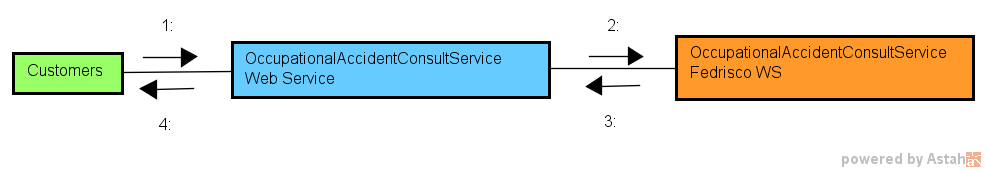 1:
2:
Customers
OccupationalAccidentConsultService
Web Service
OccupationalAccidentConsultService
Fedrisco WS
4:
3:
powered by Astah